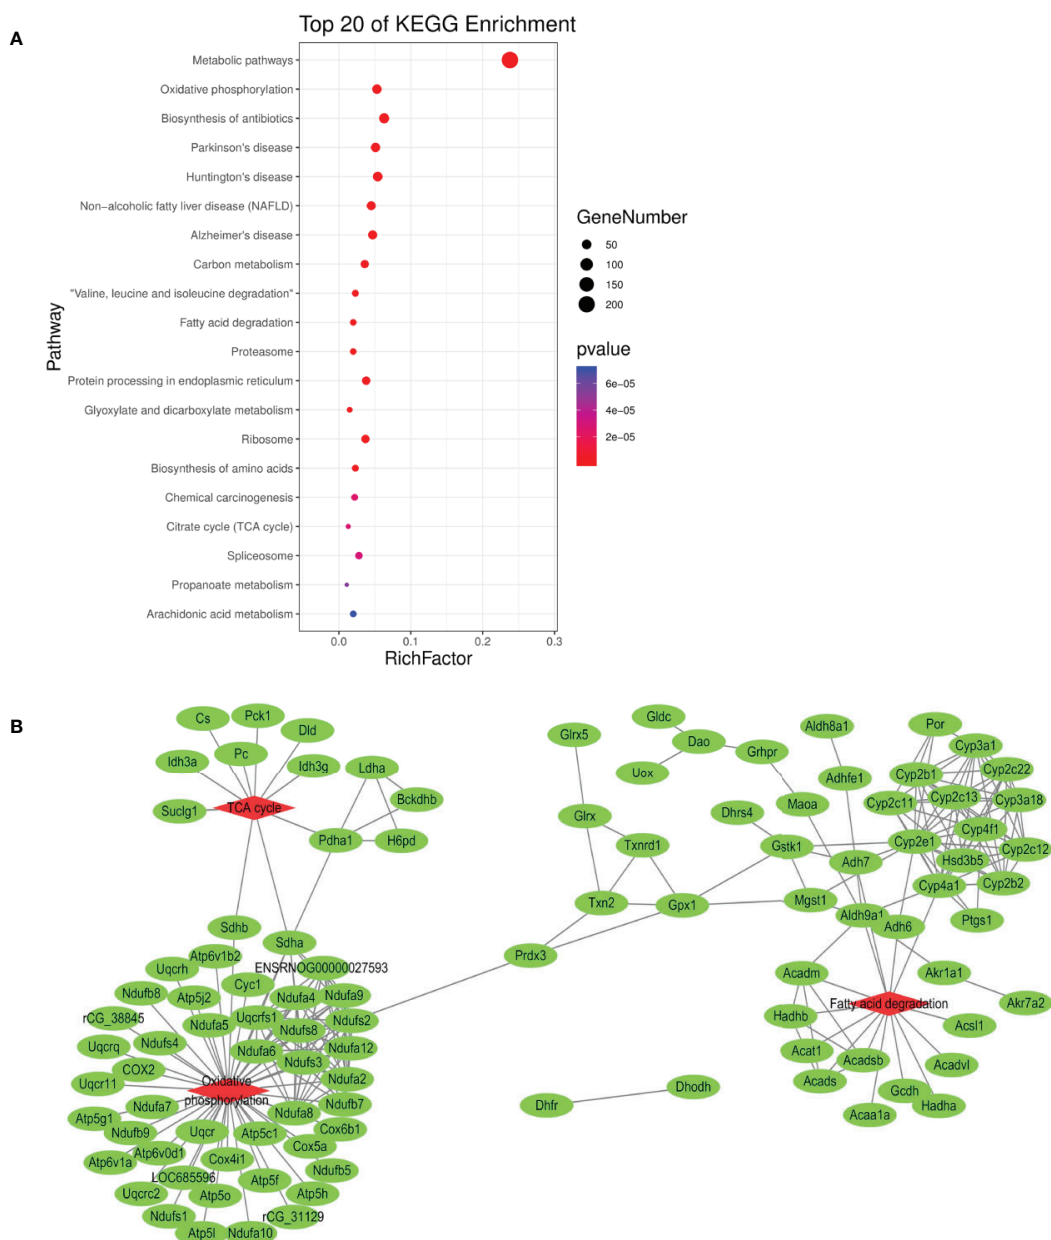 A
Top 20 of KEGG Enrichment
Metabolic pathways
Oxidative phosphorylation
Biosynthesis of antibiotics
Parkinson's disease
Huntington's disease
Non−alcoholic fatty liver disease (NAFLD)
Alzheimer's disease
Carbon metabolism
"Valine, leucine and isoleucine degradation"
Fatty acid degradation
Proteasome
Protein processing in endoplasmic reticulum
Glyoxylate and dicarboxylate metabolism
Ribosome
Biosynthesis of amino acids
Chemical carcinogenesis
Citrate cycle (TCA cycle)
Spliceosome
Propanoate metabolism
Arachidonic acid metabolism
Pathway
0.0 0.1 0.2 0.3
RichFactor
GeneNumber
50
100
150
200
pvalue
6e−05
4e−05
2e−05
B
Cs
Pck1
Dld
Pc
Idh3a
Idh3g
Ldha
Suclg1
TCA cycle
Bckdhb
Pdha1
H6pd
Sdhb
Sdha
Atp6v1b2
ENSRNOG00000027593
Uqcrh
Cyc1
Ndufb8
Atp5j2
Ndufa4
Ndufa9
rCG_38845
Ndufa5
Uqcrfs1
Ndufs8
Ndufs2
Uqcrq
Ndufs4
Ndufa6
Ndufa12
COX2
Ndufs3
Uqcr11
Oxidative
phosphorylation
Ndufa2
Ndufa7
Ndufa8
Ndufb7
Atp5g1
Ndufb9
Uqcr
Atp5c1
Cox6b1
Cox5a
Atp6v1a
Atp6v0d1
Cox4i1
Ndufb5
LOC685596
Atp5f
Uqcrc2
Atp5o
Atp5h
Ndufs1
rCG_31129
Atp5l
Ndufa10
Glrx5
Gldc
Dao
Uox
Grhpr
Aldh8a1
Adhfe1
Maoa
Glrx
Txnrd1
Dhrs4
Gstk1
Adh7
Txn2
Gpx1
Mgst1
Aldh9a1
Adh6
Prdx3
Por
Cyp3a1
Cyp2b1
Cyp2c22
Cyp2c11
Cyp2c13
Cyp3a18
Cyp2e1
Cyp4f1
Cyp2c12
Hsd3b5
Cyp4a1
Cyp2b2
Ptgs1
Acadm
Akr1a1
Akr7a2
Hadhb
Fatty acid degradation
Acsl1
Acat1
Acadsb
Acadvl
Acads
Gcdh
Hadha
Acaa1a
Dhodh
Dhfr